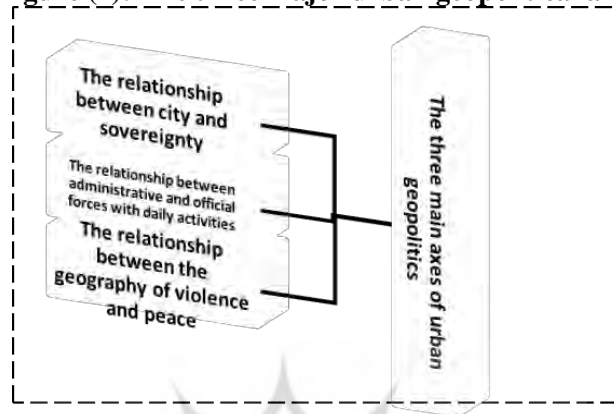 The relationship
between city and
sovereignty
The relationship between
administrative and official
forces with daily activities
The relationship
between the
geography of violence
and peace
The three main axes of urban
geopolitics